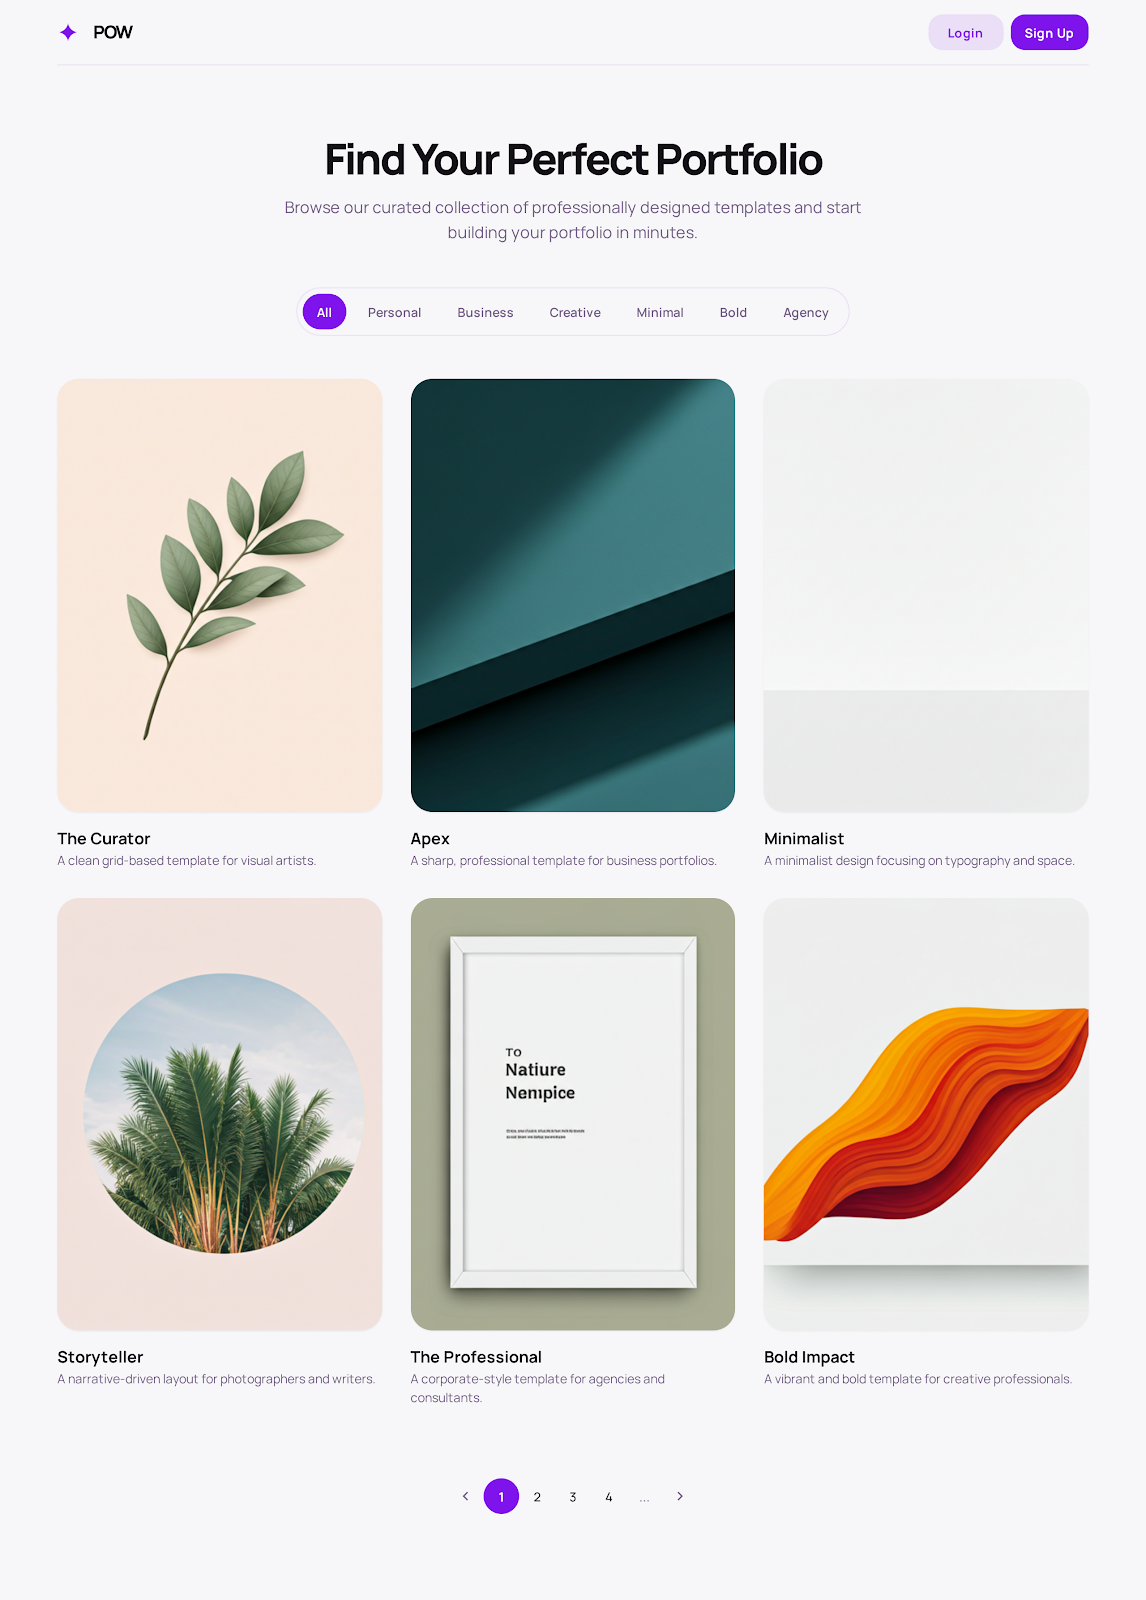 POW
Login
Sign Up
Find Your Perfect Portfolio
Browse our curated collection of professionally designed templates and start
building your portfolio in minutes.
All
Personal
Business
Creative
Minimal
Bold
Agency
The Curator
A clean grid-based template for visual artists.
Apex
A sharp, professional template for business portfolios.
Minimalist
A minimalist design focusing on typography and space.
TO
Natiure
Nempice
Storyteller
A narrative-driven layout for photographers and writers.
The Professional
A corporate-style template for agencies and
consultants.
Bold Impact
A vibrant and bold template for creative professionals.
1
2
3
4
...